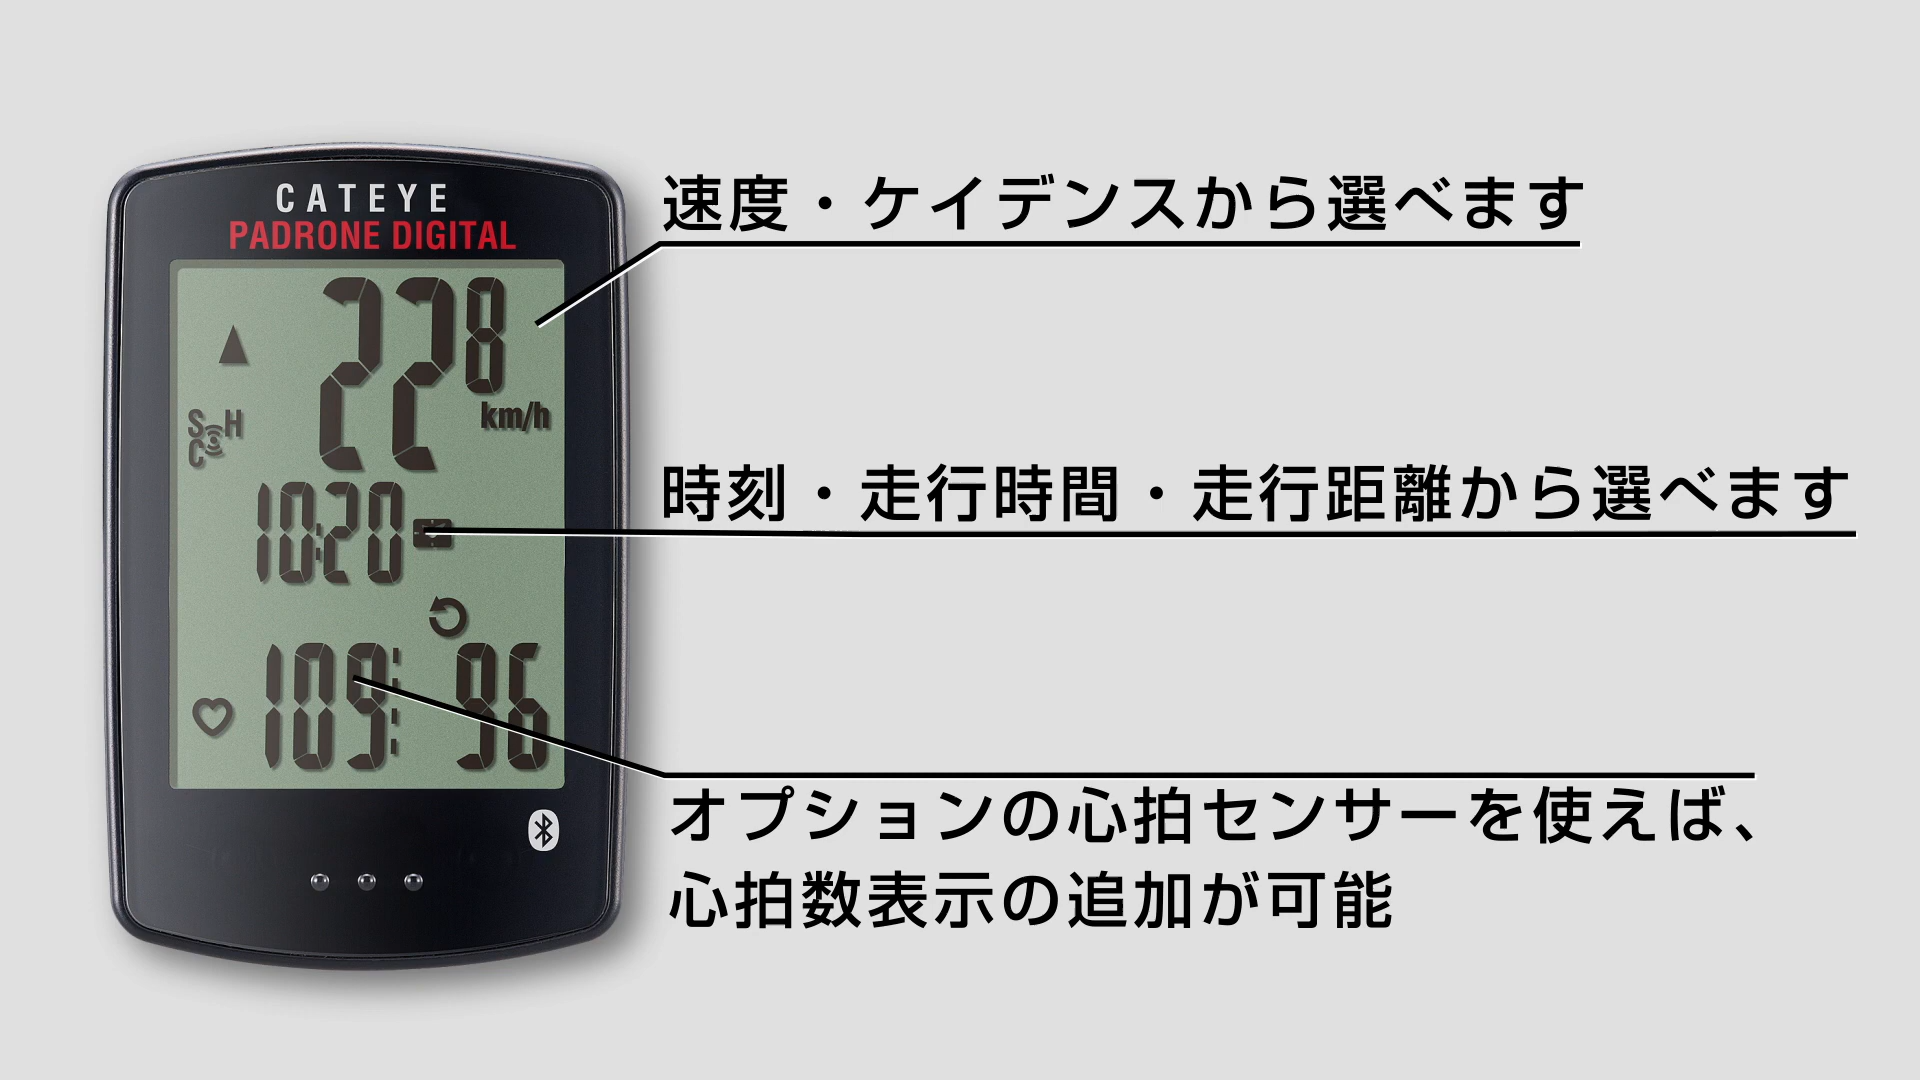 CATEYE
PADRONE DIGITAL
速度・ケイデンスから選べます
228
km/h
S H
C
時刻・走行時間・走行距離から選べます
10:20
109 96
オプションの心拍センサーを使えば、
心拍数表示の追加が可能